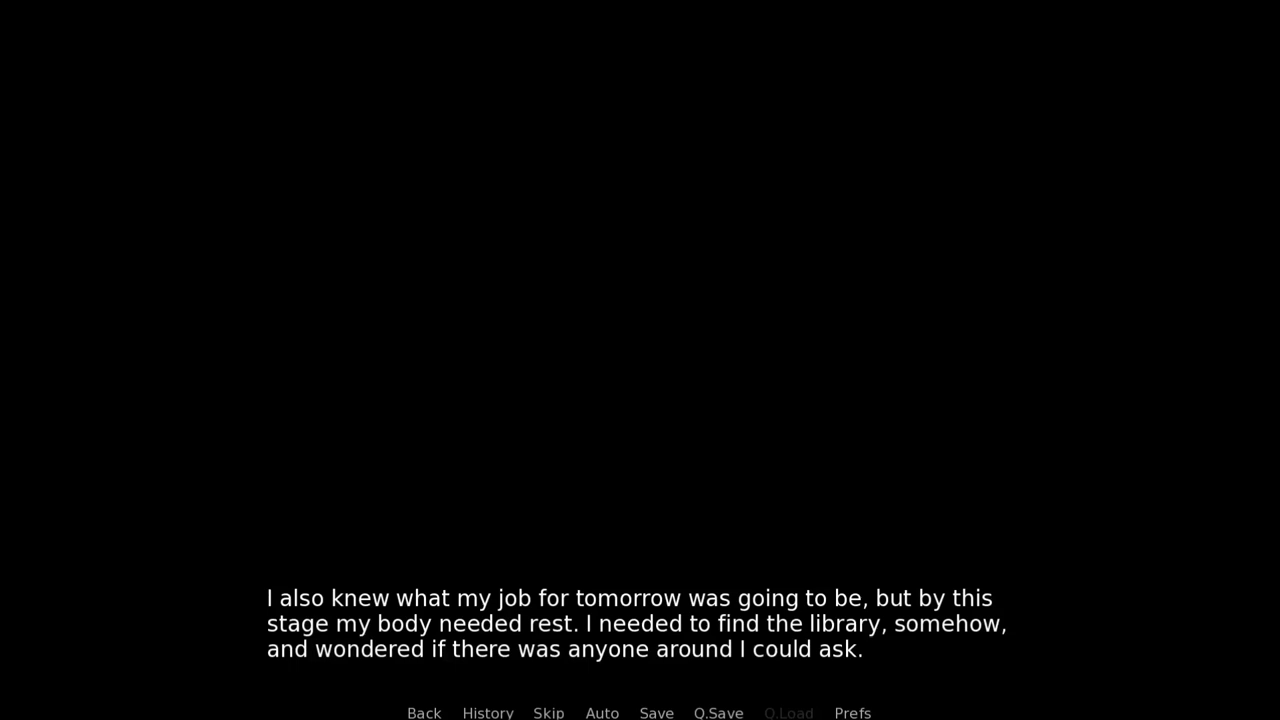 I also knew what my job for tomorrow was going to be, but by this
stage my body needed rest. I needed to find the library, somehow,
and wondered if there was anyone around I could ask.
Back History Skip Auto Save Q.Save Q.Load Prefs